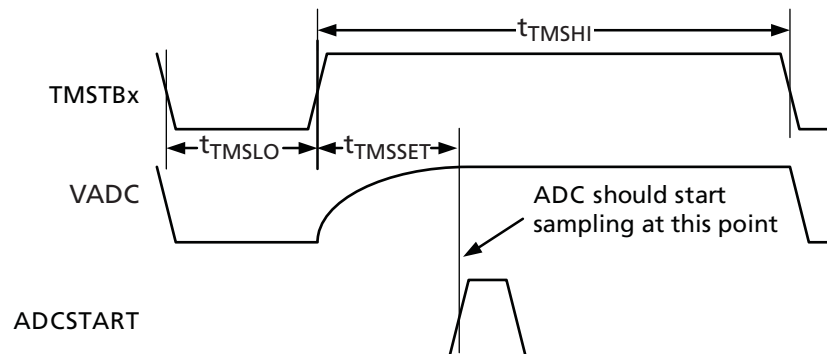 tTMSHI
TMSTBx
tTMSLO
tTMSSET
VADC
ADC should start
sampling at this point
ADCSTART